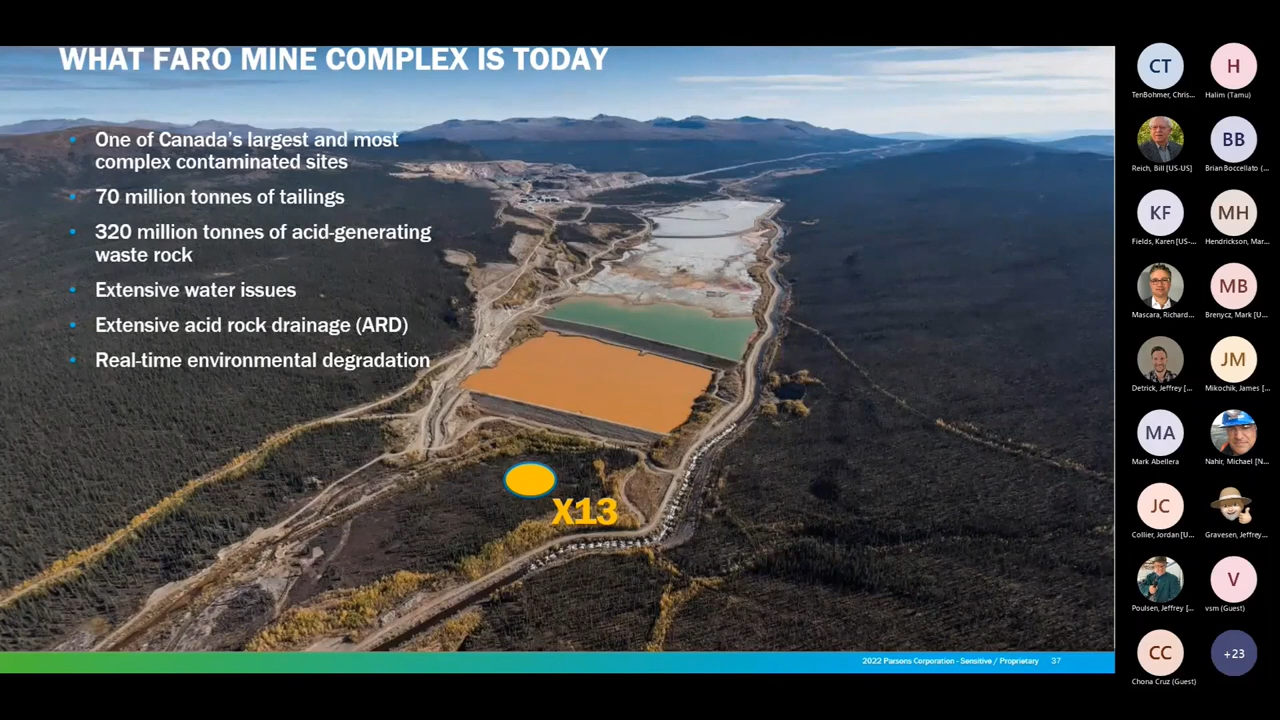 WHAT FARO MINE COMPLEX IS TODAY
• One of Canada's largest and most
complex contaminated sites
• 70 million tonnes of tailings
• 320 million tonnes of acid-generating
waste rock
• Extensive water issues
• Extensive acid rock drainage (ARD)
• Real-time environmental degradation
X13
2022 Parsons Corporation - Sensitive / Proprietary 37
CT
H
TenBohmer, Chris...
Halim (Tamu)
BB
Reich, Bill [US-US]
Brian Boccellato (...
KF
MH
Fields, Karen [US-...
Hendrickson, Mar...
MB
Mascara, Richard...
Brenycz, Mark [U...
JM
Detrick, Jeffrey [...
Mikochik, James [...
MA
Mark Abellera
Nahir, Michael [N...
JC
Collier, Jordan [U...
Gravesen, Jeffrey...
V
Poulsen, Jeffrey [...
vsm (Guest)
CC
+23
Chona Cruz (Guest)